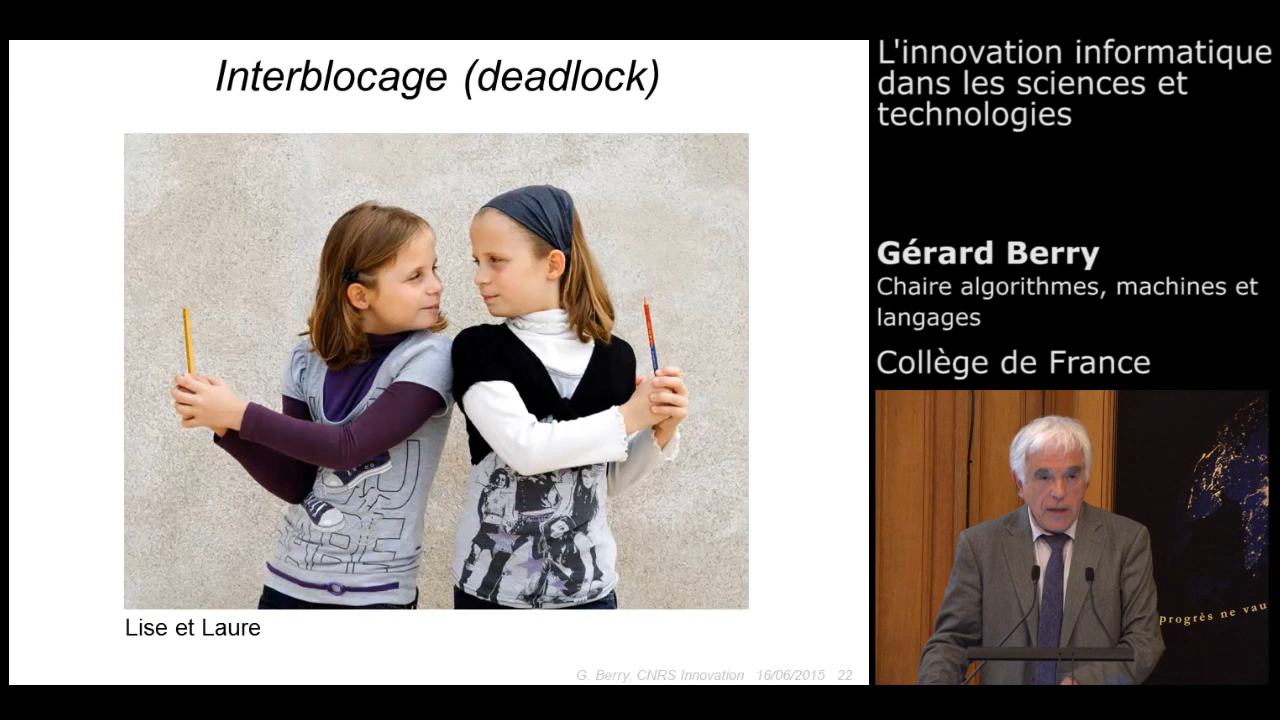 Interblocage (deadlock)
Lise et Laure
G. Berry, CNRS Innovation 16/06/2015 22
L'innovation informatique
dans les sciences et
technologies
Gérard Berry
Chaire algorithmes, machines et
langages
Collège de France
progrès ne vau